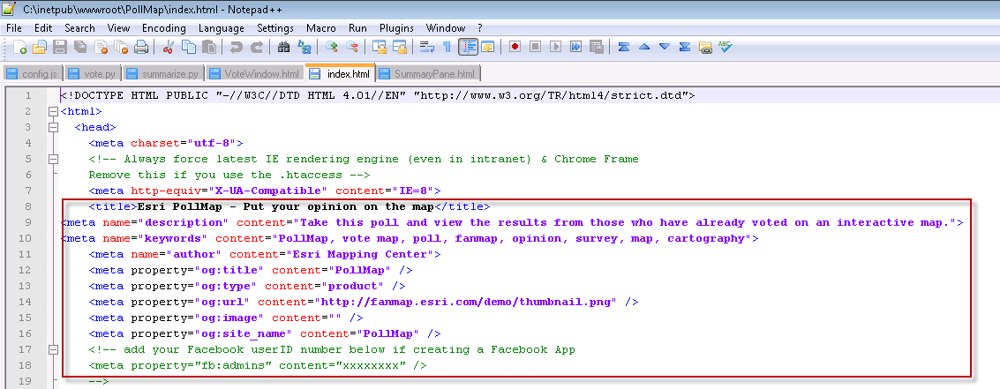 C:\inetpub\wwwroot\PollMap\index.html - Notepad++
File Edit Search View Encoding Language Settings Macro Run Plugins Window ?
config.js vote.py summarize.py VoteWindow.html index.html SummaryPane.html
1 <!DOCTYPE HTML PUBLIC "-//W3C//DTD HTML 4.01//EN" "http://www.w3.org/TR/html4/strict.dtd">
2 <html>
3 <head>
4 <meta charset="utf-8">
5 <!-- Always force latest IE rendering engine (even in intranet) & Chrome Frame
6 Remove this if you use the .htaccess -->
7 <meta http-equiv="X-UA-Compatible" content="IE=8">
8 <title>Esri PollMap - Put your opinion on the map</title>
9 <meta name="description" content="Take this poll and view the results from those who have already voted on an interactive map.">
10 <meta name="keywords" content="PollMap, vote map, poll, fanmap, opinion, survey, map, cartography">
11 <meta name="author" content="Esri Mapping Center">
12 <meta property="og:title" content="PollMap" />
13 <meta property="og:type" content="product" />
14 <meta property="og:url" content="http://fanmap.esri.com/demo/thumbnail.png" />
15 <meta property="og:image" content="" />
16 <meta property="og:site_name" content="PollMap" />
17 <!-- add your Facebook userID number below if creating a Facebook App
18 <meta property="fb:admins" content="xxxxxxxx" />
19 -->